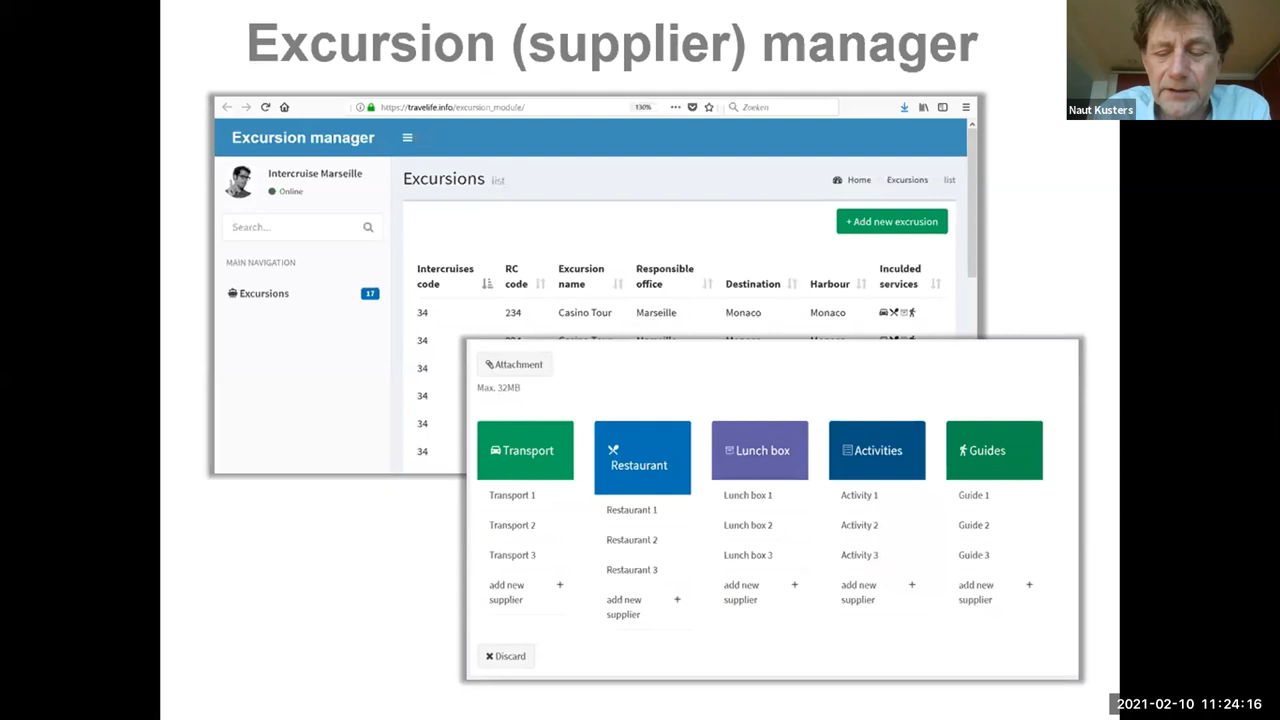 Excursion (supplier) manager
Naut Kusters
https://travelife.info/excursion_module/
130%
Zoeken
Excursion manager
Intercruise Marseille
Online
Search...
MAIN NAVIGATION
Excursions 17
Excursions list
Home Excursions list
+ Add new excrusion
Intercruises code RC code Excursion name Responsible office Destination Harbour Inculded services
34 234 Casino Tour Marseille Monaco Monaco
34
34
34
34
34
Attachment
Max. 32MB
Transport Restaurant Lunch box Activities Guides
Transport 1 Restaurant 1 Lunch box 1 Activity 1 Guide 1
Transport 2 Restaurant 2 Lunch box 2 Activity 2 Guide 2
Transport 3 Restaurant 3 Lunch box 3 Activity 3 Guide 3
add new supplier + add new supplier + add new supplier + add new supplier + add new supplier +
Discard
2021-02-10 11:24:16